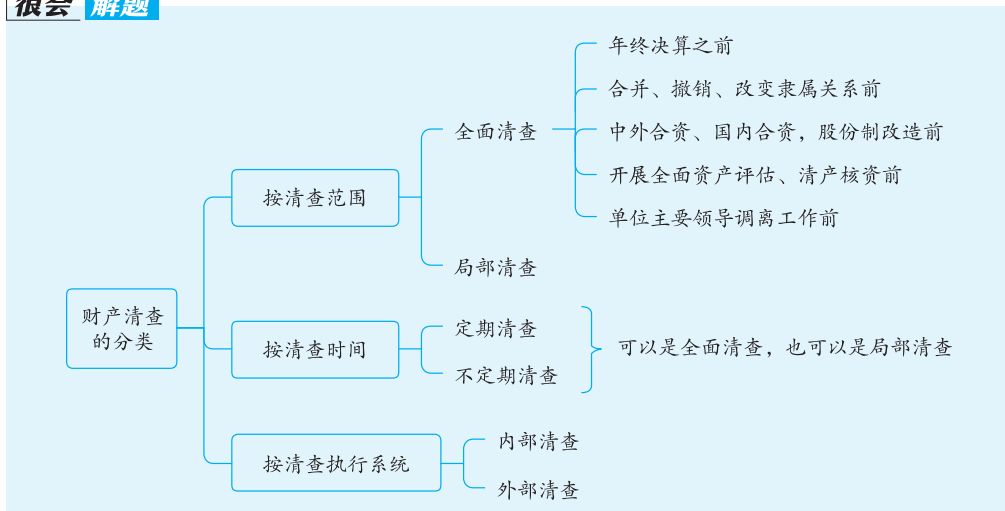 很会 解题
年终决算之前
合并、撤销、改变隶属关系前
全面清查
中外合资、国内合资，股份制改造前
开展全面资产评估、清产核资前
按清查范围
单位主要领导调离工作前
局部清查
财产清查
的分类
定期清查
按清查时间
可以是全面清查，也可以是局部清查
不定期清查
内部清查
按清查执行系统
外部清查